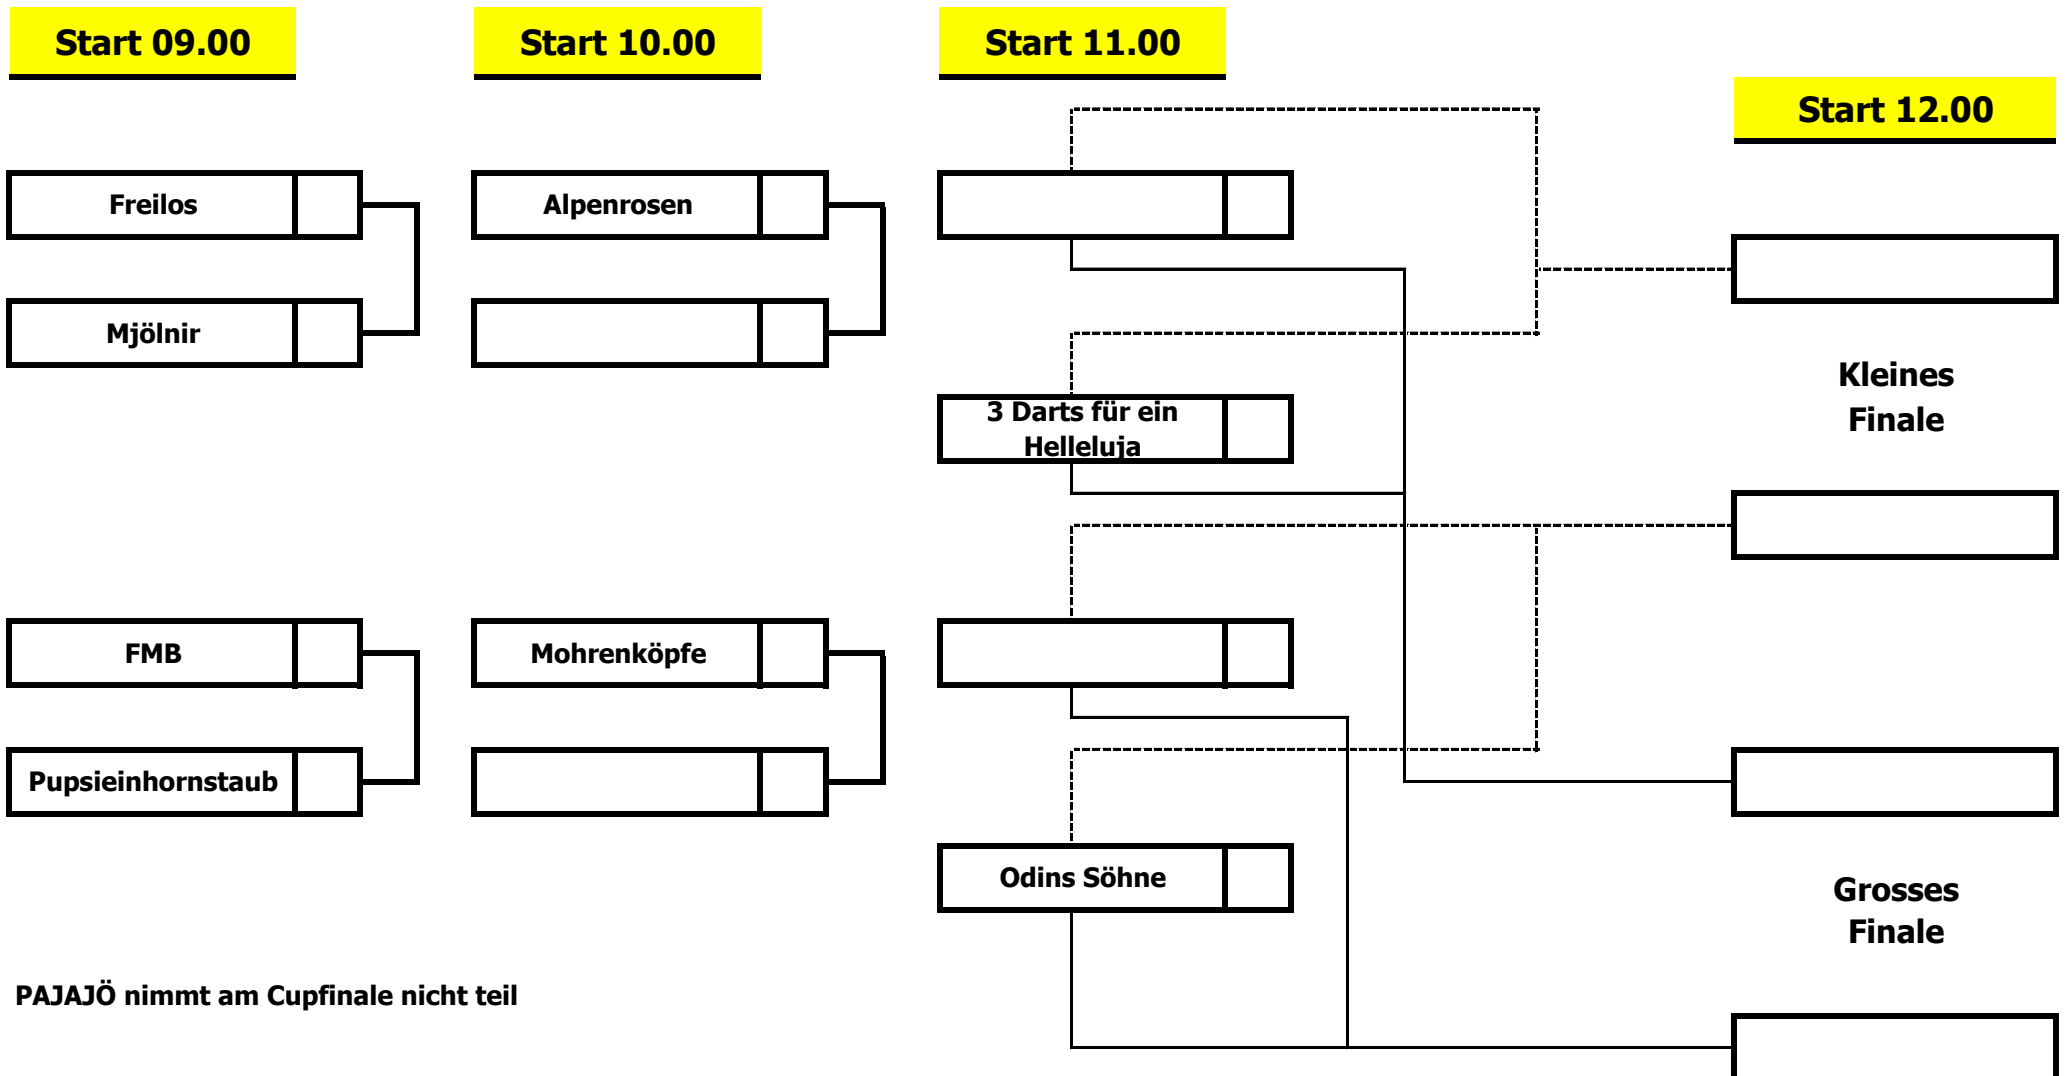 Start 09.00
Start 10.00
Start 11.00
Start 12.00
Freilos
Alpenrosen
Mjölnir
3 Darts für ein
Helleluja
Kleines
Finale
FMB
Mohrenköpfe
Pupsieinhornstaub
Odins Söhne
Grosses
Finale
PAJAJÖ nimmt am Cupfinale nicht teil